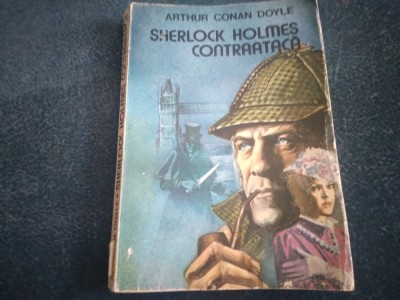 ARTHUR CONAN DOYLE
SHERLOCK HOLMES
CONTRAATACĂ